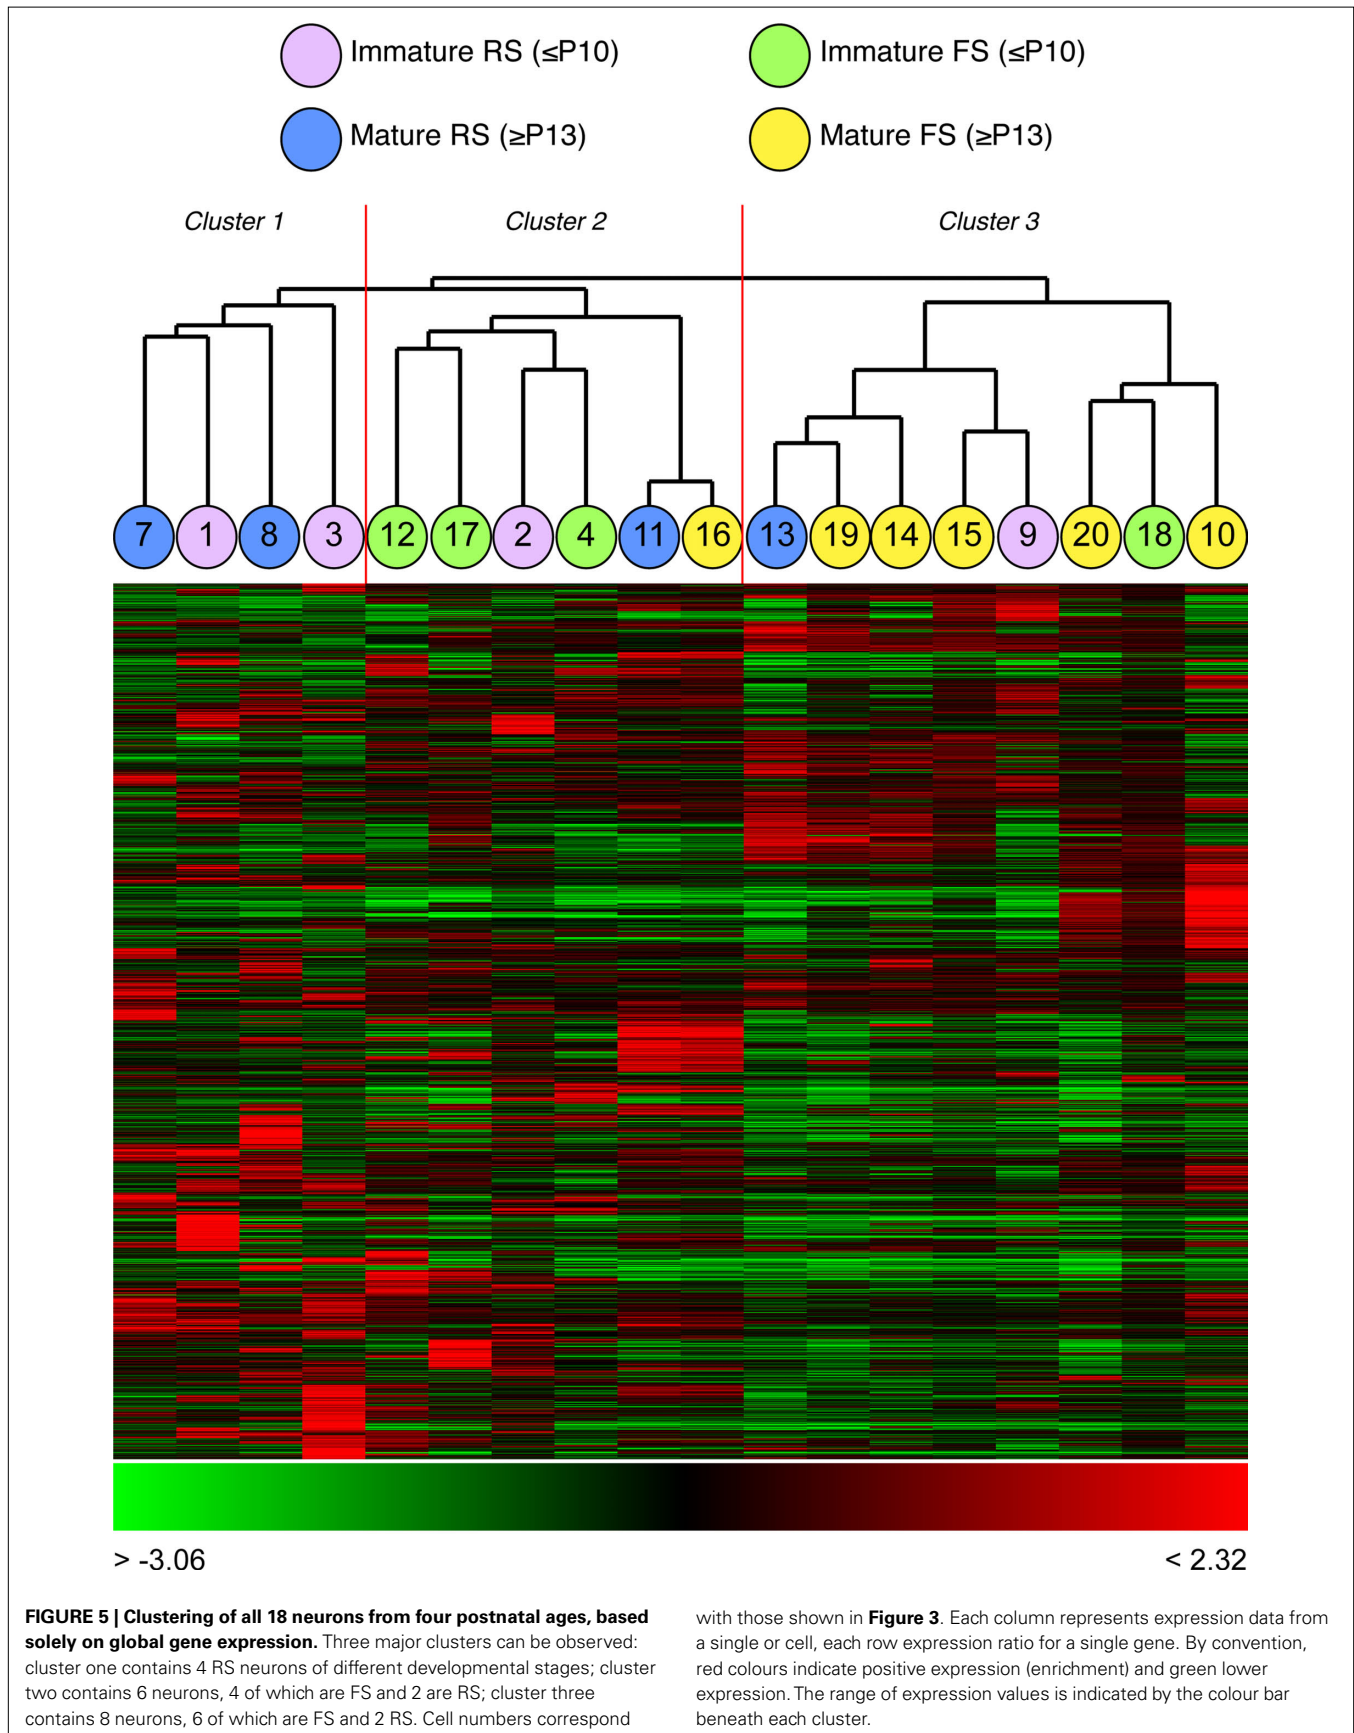 Immature RS (≤P10)
Immature FS (≤P10)
Mature RS (≥P13)
Mature FS (≥P13)
Cluster 1
Cluster 2
Cluster 3
7 1 8 3 12 17 2 4 11 16 13 19 14 15 9 20 18 10
> -3.06
< 2.32
FIGURE 5 | Clustering of all 18 neurons from four postnatal ages, based
solely on global gene expression. Three major clusters can be observed:
cluster one contains 4 RS neurons of different developmental stages; cluster
two contains 6 neurons, 4 of which are FS and 2 are RS; cluster three
contains 8 neurons, 6 of which are FS and 2 RS. Cell numbers correspond
with those shown in Figure 3. Each column represents expression data from
a single or cell, each row expression ratio for a single gene. By convention,
red colours indicate positive expression (enrichment) and green lower
expression. The range of expression values is indicated by the colour bar
beneath each cluster.